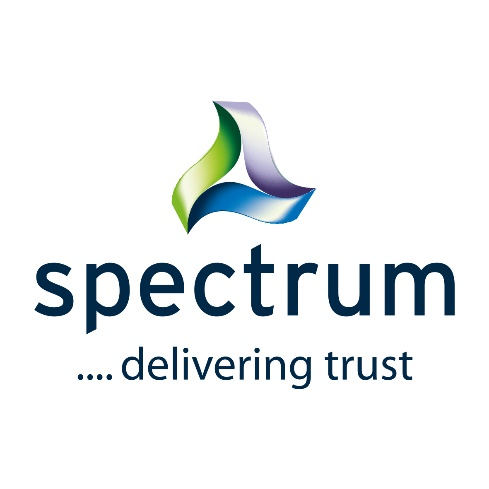 spectrum
.... delivering trust